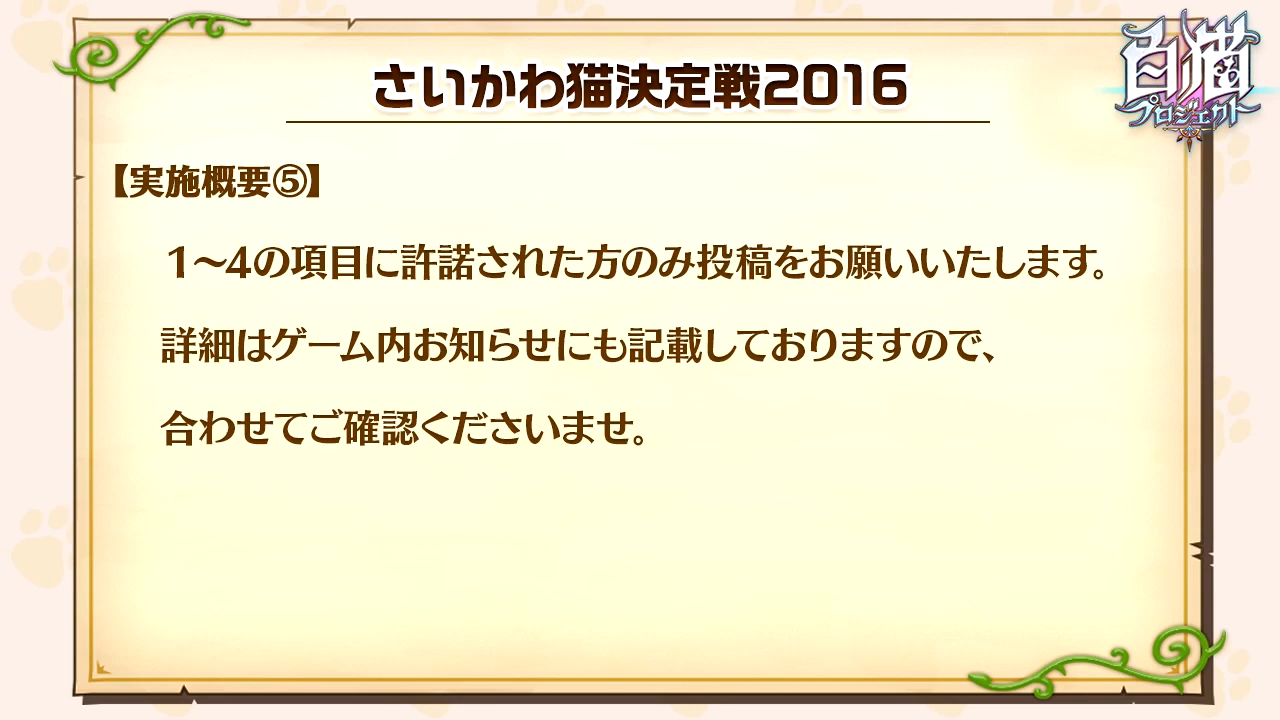 さいかわ猫決定戦2016
白猫
プロジェクト
【実施概要⑤】
1～4の項目に許諾された方のみ投稿をお願いいたします。
詳細はゲーム内お知らせにも記載しておりますので、
合わせてご確認くださいませ。